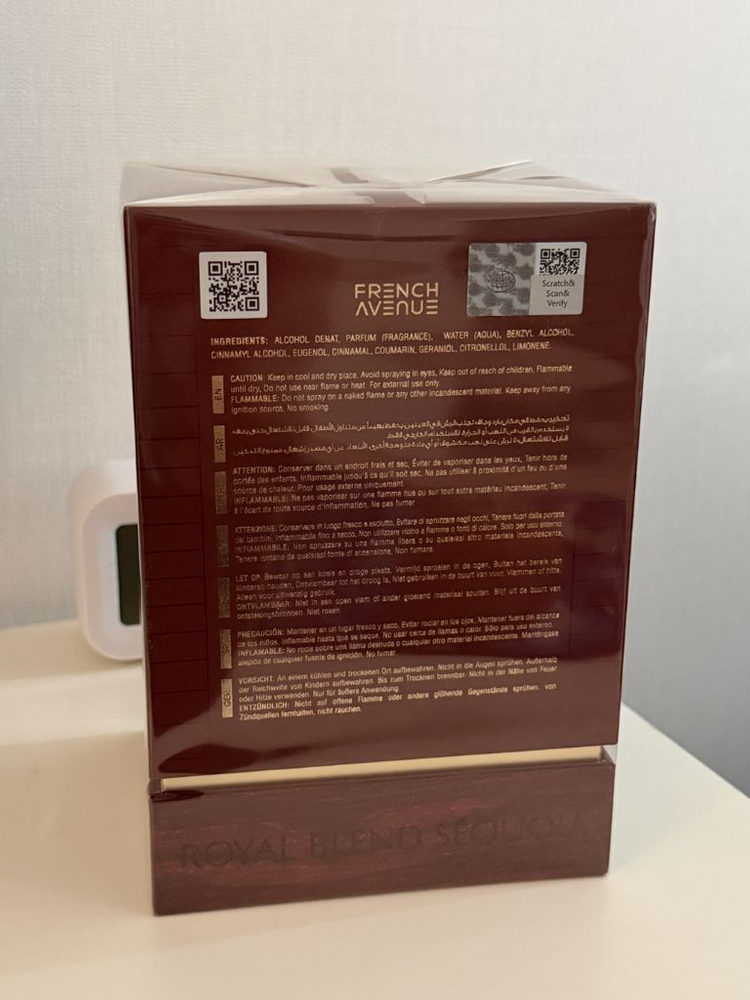 FRENCH
AVENUE
Scratch&
Scan&
Verify
INGREDIENTS: ALCOHOL DENAT, PARFUM (FRAGRANCE), WATER (AQUA), BENZYL ALCOHOL,
CINNAMYL ALCOHOL, EUGENOL, CINNAMAL, COUMARIN, GERANIOL, CITRONELLOL, LIMONENE.
EN
CAUTION: Keep in cool and dry place. Avoid spraying in eyes, Keep out of reach of children, Flammable
until dry, Do not use near flame or heat. For external use only.
FLAMMABLE: Do not spray on a naked flame or any other incandescent material. Keep away from any
ignition source. No smoking.
AR
ATTENTION: Conserver dans un endroit frais et sec, Éviter de vaporiser dans les yeux, Tenir hors de
portée des enfants. Inflammable jusqu'à ce qu'il soit sec. Ne pas utiliser à proximité d'un feu ou d'une
source de chaleur. Pour usage externe uniquement.
INFLAMMABLE: Ne pas vaporiser sur une flamme nue ou sur tout autre matériau incandescent, Tenir
à l'écart de toute source d'inflammation, Ne pas fumer
ATTENZIONE: Conservare in luogo fresco e asciutto, Evitare di spruzzare negli occhi, Tenere fuori dalla portata
dei bambini, Infiammabile fino a secco, Non utilizzare vicino a fiamme o fonti di calore. Solo per uso esterno
INFIAMMABILE: Non spruzzare su una fiamma libera o su qualsiasi altro materiale incandescente,
Tenere lontano da qualsiasi fonte di accensione, Non fumare.
LET OP: Bewaar op een koele en droge plaats. Vermijd sproeien in de ogen, Buiten het bereik van
kinderen houden, Ontvlambaar tot het droog is, Niet gebruiken in de buurt van vuur, Vlammen of hitte.
Alleen voor uitwendig gebruik.
ONTVLAMBAAR: Niet in een open vlam of ander gloeiend materiaal spuiten. Blijf uit de buurt van
ontstekingsbronnen. Niet roken.
PRECAUCIÓN: Mantener en un lugar fresco y seco, Evitar rociar en los ojos, Mantener fuera del alcance
de los niños. Inflamable hasta que se seque. No usar cerca de llamas o calor. Sólo para uso externo
INFLAMABLE: No rocíe sobre una llama desnuda o cualquier otro material incandescente. Manténgase
alejado de cualquier fuente de ignición. No fumar.
GER
VORSICHT: An einem kühlen und trockenen Ort aufbewahren. Nicht in die Augen sprühen. Außerhalb
der Reichweite von Kindern aufbewahren. Bis zum Trocknen brennbar. Nicht in der Nähe von Feuer
oder Hitze verwenden. Nur für äußere Anwendung
ENTZÜNDLICH: Nicht auf offene Flamme oder andere glühende Gegenstände sprühen, von
Zündquellen fernhalten, nicht rauchen.
ROYAL BLEND SEQUOIA